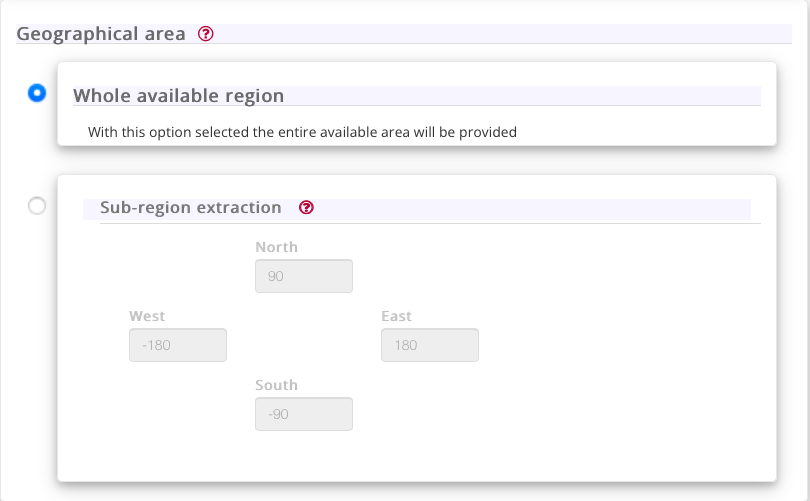 Geographical area
Whole available region
With this option selected the entire available area will be provided
Sub-region extraction
North
90
West
East
-180
180
South
-90